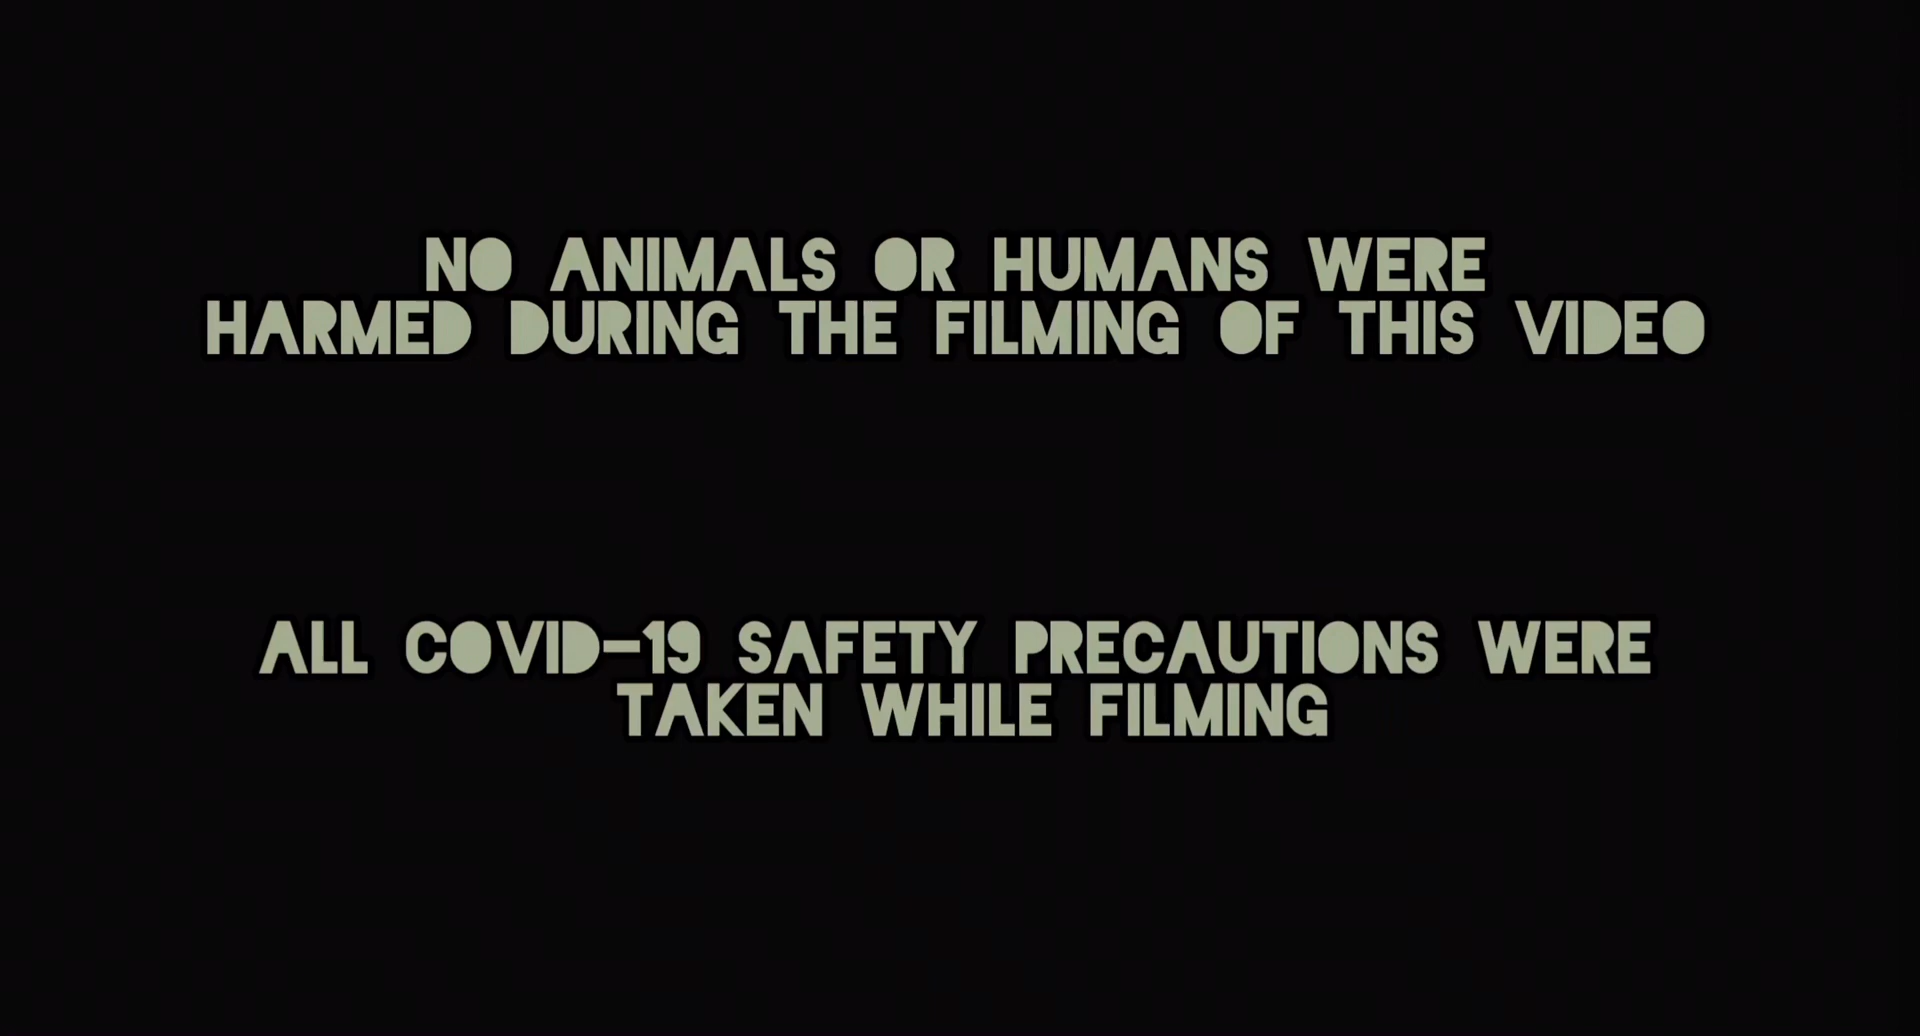 NO ANIMALS OR HUMANS WERE
HARMED DURING THE FILMING OF THIS VIDEO
ALL COVID-19 SAFETY PRECAUTIONS WERE
TAKEN WHILE FILMING